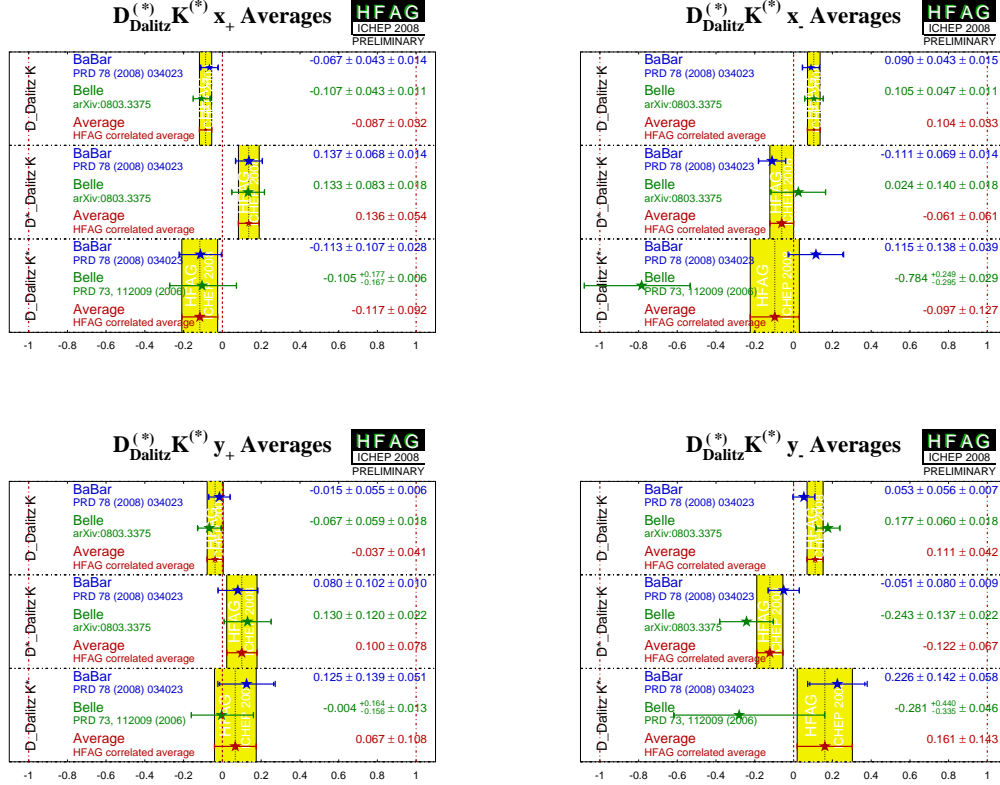 D(*)Dalitz K(*) x+ Averages
HFAG
ICHEP 2008
PRELIMINARY
D_Dalitz K
BaBar
PRD 78 (2008) 034023
-0.067 ± 0.043 ± 0.014
Belle
arXiv:0803.3375
-0.107 ± 0.043 ± 0.011
Average
HFAG correlated average
-0.087 ± 0.032
D*_Dalitz K
BaBar
PRD 78 (2008) 034023
0.137 ± 0.068 ± 0.014
Belle
arXiv:0803.3375
0.133 ± 0.083 ± 0.018
Average
HFAG correlated average
0.136 ± 0.054
D_Dalitz K*
BaBar
PRD 78 (2008) 034023
-0.113 ± 0.107 ± 0.028
Belle
PRD 73, 112009 (2006)
-0.105 +0.177 -0.167 ± 0.006
Average
HFAG correlated average
-0.117 ± 0.092
-1 -0.8 -0.6 -0.4 -0.2 0 0.2 0.4 0.6 0.8 1
D(*)Dalitz K(*) x- Averages
HFAG
ICHEP 2008
PRELIMINARY
D_Dalitz K
BaBar
PRD 78 (2008) 034023
0.090 ± 0.043 ± 0.015
Belle
arXiv:0803.3375
0.105 ± 0.047 ± 0.011
Average
HFAG correlated average
0.104 ± 0.033
D*_Dalitz K
BaBar
PRD 78 (2008) 034023
-0.111 ± 0.069 ± 0.014
Belle
arXiv:0803.3375
0.024 ± 0.140 ± 0.018
Average
HFAG correlated average
-0.061 ± 0.061
D_Dalitz K*
BaBar
PRD 78 (2008) 034023
0.115 ± 0.138 ± 0.039
Belle
PRD 73, 112009 (2006)
-0.784 +0.249 -0.295 ± 0.029
Average
HFAG correlated average
-0.097 ± 0.127
-1 -0.8 -0.6 -0.4 -0.2 0 0.2 0.4 0.6 0.8 1
D(*)Dalitz K(*) y+ Averages
HFAG
ICHEP 2008
PRELIMINARY
D_Dalitz K
BaBar
PRD 78 (2008) 034023
-0.015 ± 0.055 ± 0.006
Belle
arXiv:0803.3375
-0.067 ± 0.059 ± 0.018
Average
HFAG correlated average
-0.037 ± 0.041
D*_Dalitz K
BaBar
PRD 78 (2008) 034023
0.080 ± 0.102 ± 0.010
Belle
arXiv:0803.3375
0.130 ± 0.120 ± 0.022
Average
HFAG correlated average
0.100 ± 0.078
D_Dalitz K*
BaBar
PRD 78 (2008) 034023
0.125 ± 0.139 ± 0.051
Belle
PRD 73, 112009 (2006)
-0.004 +0.164 -0.156 ± 0.013
Average
HFAG correlated average
0.067 ± 0.108
-1 -0.8 -0.6 -0.4 -0.2 0 0.2 0.4 0.6 0.8 1
D(*)Dalitz K(*) y- Averages
HFAG
ICHEP 2008
PRELIMINARY
D_Dalitz K
BaBar
PRD 78 (2008) 034023
0.053 ± 0.056 ± 0.007
Belle
arXiv:0803.3375
0.177 ± 0.060 ± 0.018
Average
HFAG correlated average
0.111 ± 0.042
D*_Dalitz K
BaBar
PRD 78 (2008) 034023
-0.051 ± 0.080 ± 0.009
Belle
arXiv:0803.3375
-0.243 ± 0.137 ± 0.022
Average
HFAG correlated average
-0.122 ± 0.067
D_Dalitz K*
BaBar
PRD 78 (2008) 034023
0.226 ± 0.142 ± 0.058
Belle
PRD 73, 112009 (2006)
-0.281 +0.440 -0.335 ± 0.046
Average
HFAG correlated average
0.161 ± 0.143
-1 -0.8 -0.6 -0.4 -0.2 0 0.2 0.4 0.6 0.8 1